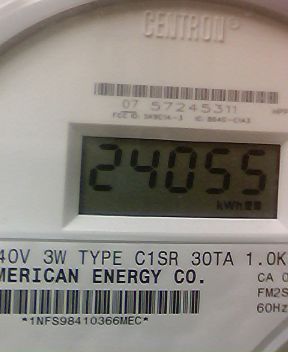 CENTRON®
07 57245311
24055
kWh
40V 3W TYPE C1SR 30TA 1.0K
MERICAN ENERGY CO.
CA 0
FM2S
60Hz
*1NFS98410366MEC*